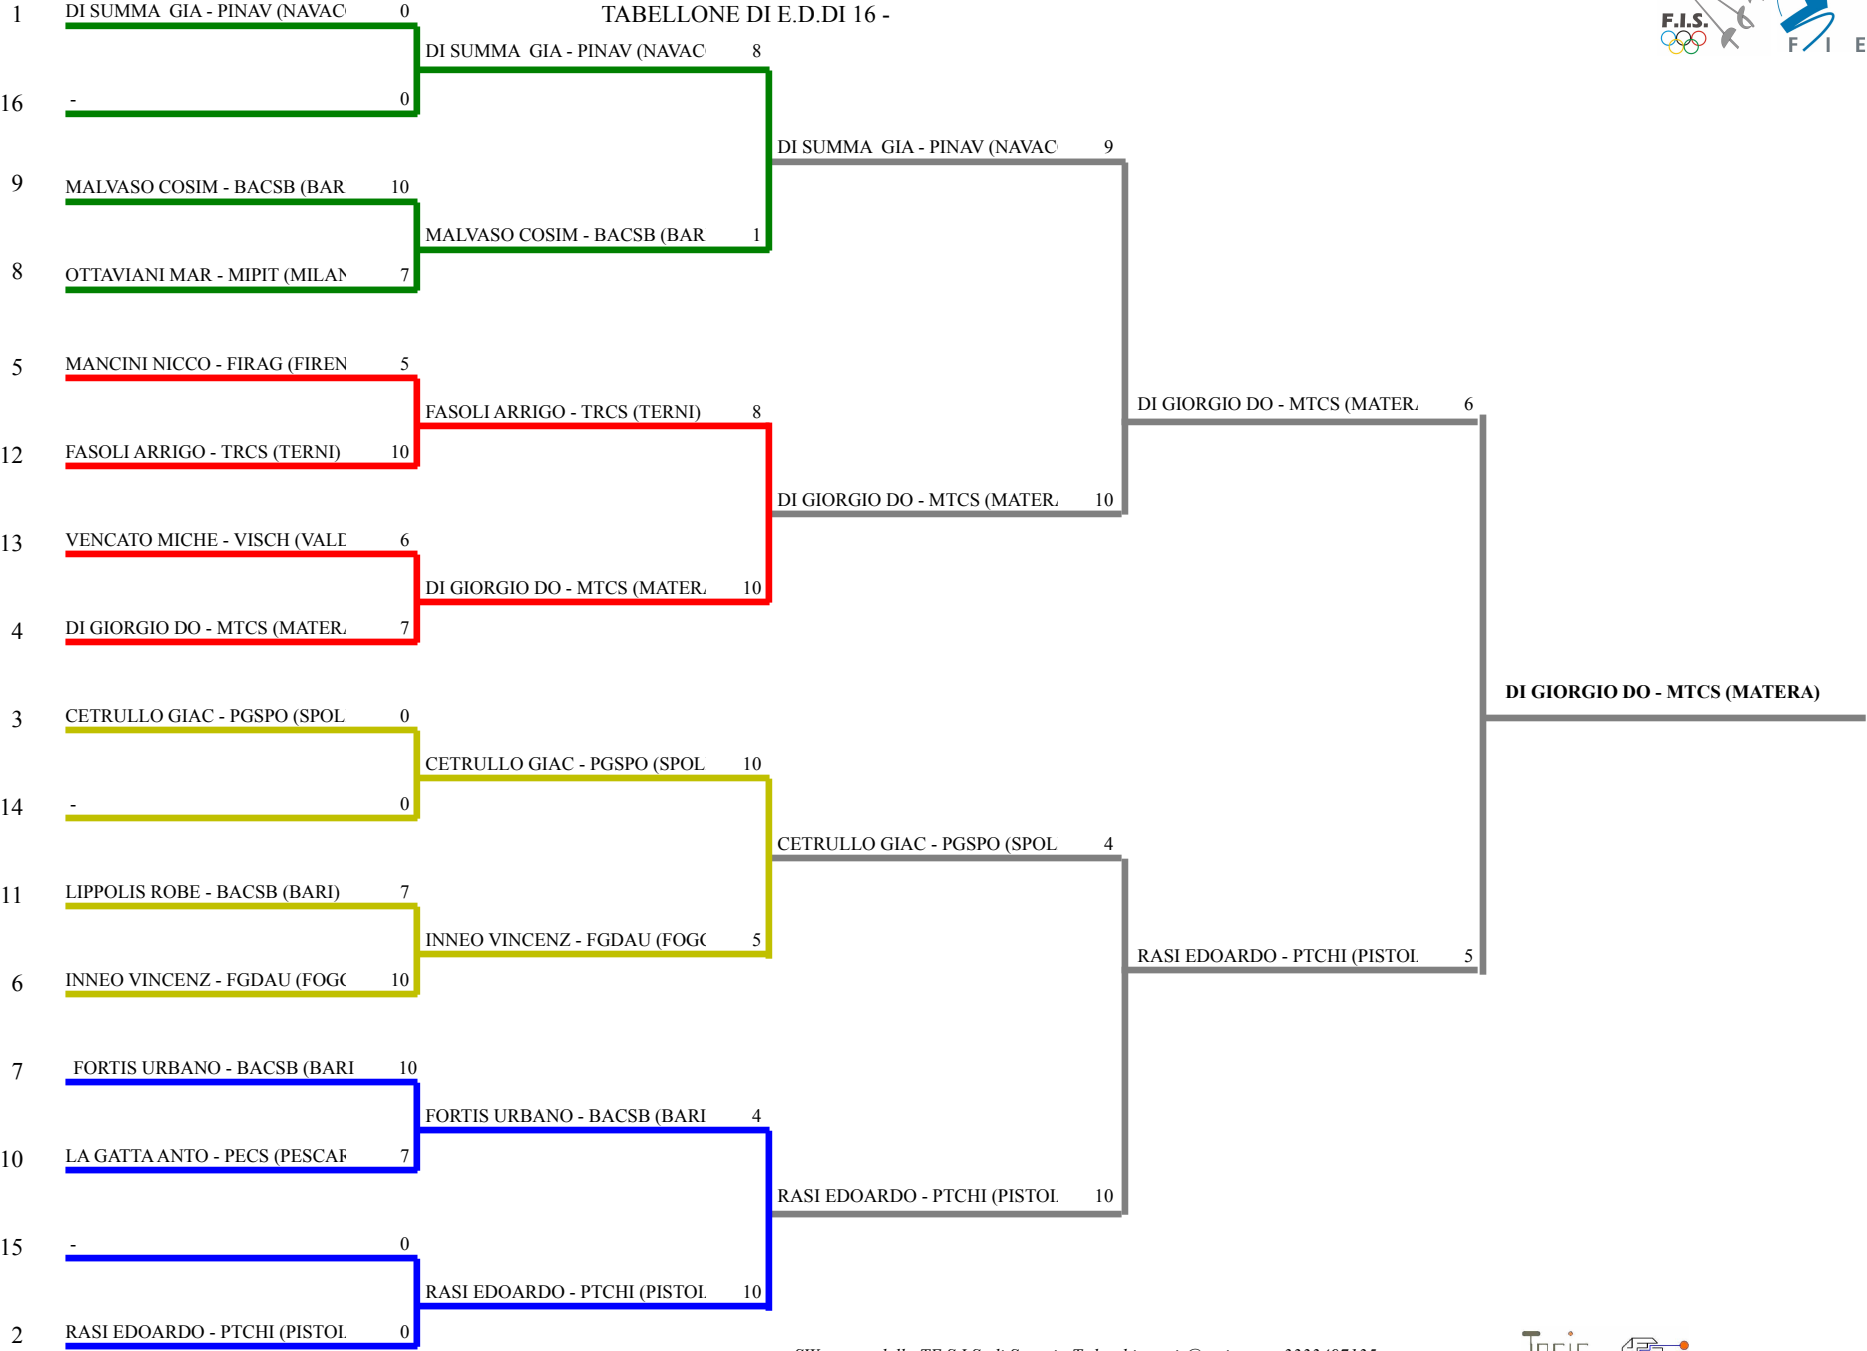 TABELLONE DI E.D.DI 16 -
F.I.S.
F I E
1 DI SUMMA GIA - PINAV (NAVAC 0
DI SUMMA GIA - PINAV (NAVAC 8
16 - 0
DI SUMMA GIA - PINAV (NAVAC 9
9 MALVASO COSIM - BACSB (BAR 10
MALVASO COSIM - BACSB (BAR 1
8 OTTAVIANI MAR - MIPIT (MILAN 7
5 MANCINI NICCO - FIRAG (FIREN 5
DI GIORGIO DO - MTCS (MATER 6
FASOLI ARRIGO - TRCS (TERNI) 8
12 FASOLI ARRIGO - TRCS (TERNI) 10
DI GIORGIO DO - MTCS (MATER 10
13 VENCATO MICHE - VISCH (VALD 6
DI GIORGIO DO - MTCS (MATER 10
4 DI GIORGIO DO - MTCS (MATER 7
DI GIORGIO DO - MTCS (MATERA)
3 CETRULLO GIAC - PGSPO (SPOL 0
CETRULLO GIAC - PGSPO (SPOL 10
14 - 0
CETRULLO GIAC - PGSPO (SPOL 4
11 LIPPOLIS ROBE - BACSB (BARI) 7
INNEO VINCENZ - FGDAU (FOGG 5
RASI EDOARDO - PTCHI (PISTOI 5
6 INNEO VINCENZ - FGDAU (FOGG 10
7 FORTIS URBANO - BACSB (BARI 10
FORTIS URBANO - BACSB (BARI 4
10 LA GATTA ANTO - PECS (PESCAR 7
RASI EDOARDO - PTCHI (PISTOI 10
15 - 0
RASI EDOARDO - PTCHI (PISTOI 10
2 RASI EDOARDO - PTCHI (PISTOI 0